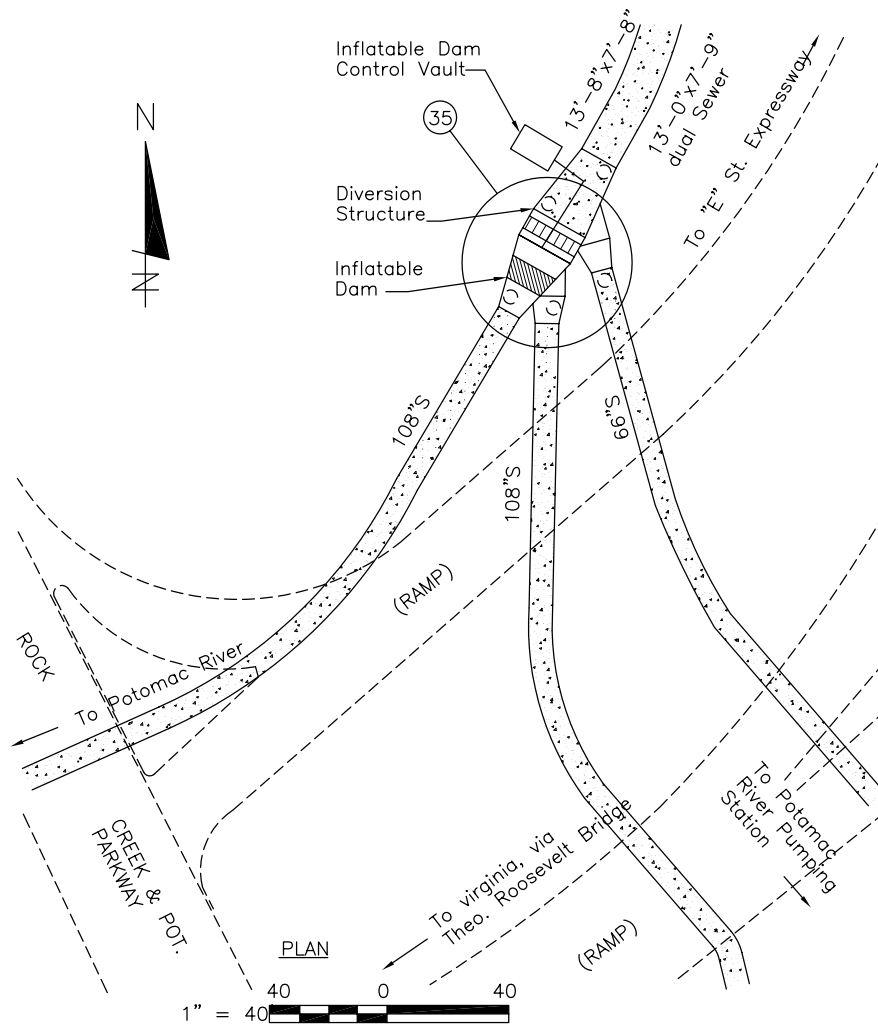 Inflatable Dam
Control Vault
13'-8"x7'-8"
13'-0"x7'-9"
dual Sewer
To "E" St. Expressway
N
35
Diversion
Structure
Inflatable
Dam
N
108"S
108"S
66"S
(RAMP)
ROCK
To Potomac River
CREEK & POT.
PARKWAY
To Potamac
River Pumping
Station
To virginia, via
Theo. Roosevelt Bridge
(RAMP)
PLAN
40 0 40
1" = 40